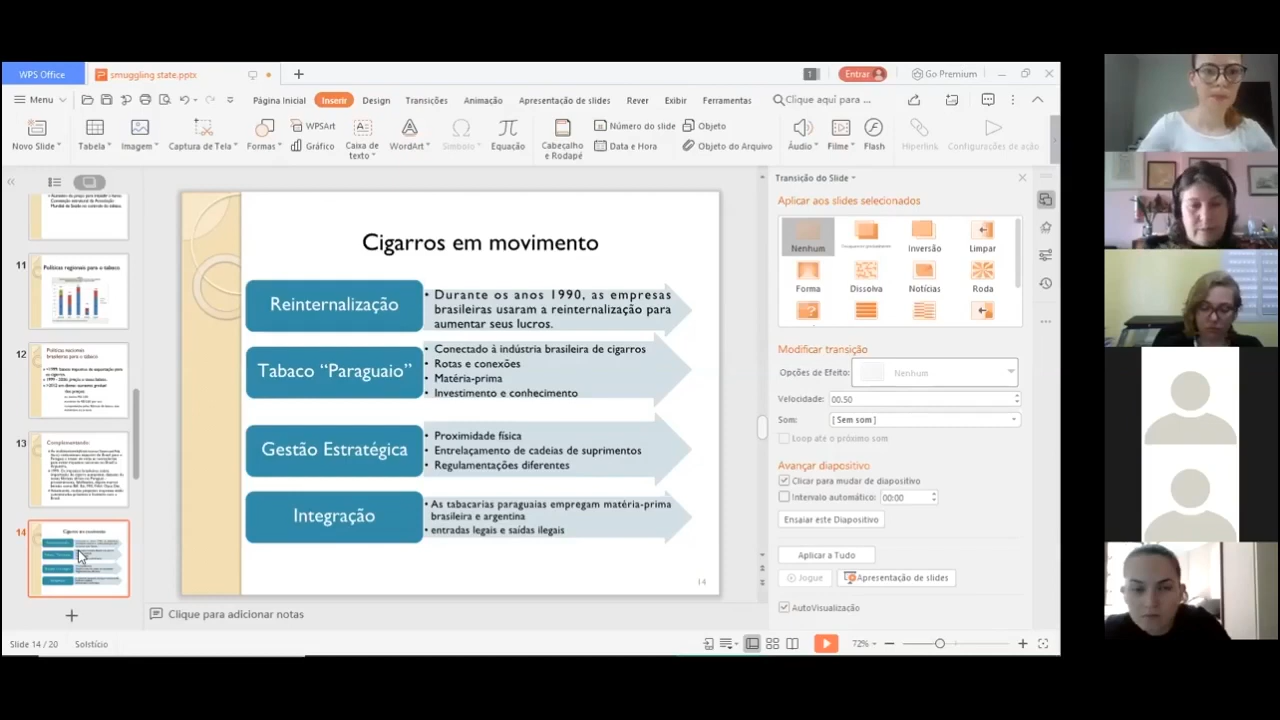 WPS Office
smuggling state.pptx
1
Entrar
Go Premium
Menu
Página Inicial
Inserir
Design
Transições
Animação
Apresentação de slides
Rever
Exibir
Ferramentas
Clique aqui para ...
Novo Slide
Tabela
Imagem
Captura de Tela
Formas
WPSArt
Gráfico
Caixa de
texto
WordArt
Símbolo
Equação
Cabeçalho
e Rodapé
Número do slide
Data e Hora
Objeto
Objeto do Arquivo
Áudio
Filme
Flash
Hiperlink
Configurações de ação
11
Políticas regionais para o tabaco
12
Políticas nacionais
brasileiras para o tabaco
13
Complementando:
14
Cigarros em movimento
Cigarros em movimento
Reinternalização
• Durante os anos 1990, as empresas
brasileiras usaram a reinternalização para
aumentar seus lucros.
Tabaco “Paraguaio”
• Conectado à indústria brasileira de cigarros
• Rotas e conexões
• Matéria-prima
• Investimento e conhecimento
Gestão Estratégica
• Proximidade física
• Entrelaçamento de cadeias de suprimentos
• Regulamentações diferentes
Integração
• As tabacarias paraguaias empregam matéria-prima
brasileira e argentina
• entradas legais e saídas ilegais
14
Transição do Slide
Aplicar aos slides selecionados
Nenhum
Inversão
Limpar
Forma
Dissolva
Notícias
Roda
Modificar transição
Opções de Efeito:
Nenhum
Velocidade:
00.50
Som:
[ Sem som ]
Loop até o próximo som
Avançar diapositivo
Clicar para mudar de diapositivo
Intervalo automático:
00:00
Ensaiar este Diapositivo
Aplicar a Tudo
Jogue
Apresentação de slides
AutoVisualização
Clique para adicionar notas
Slide 14 / 20
Solstício
72%